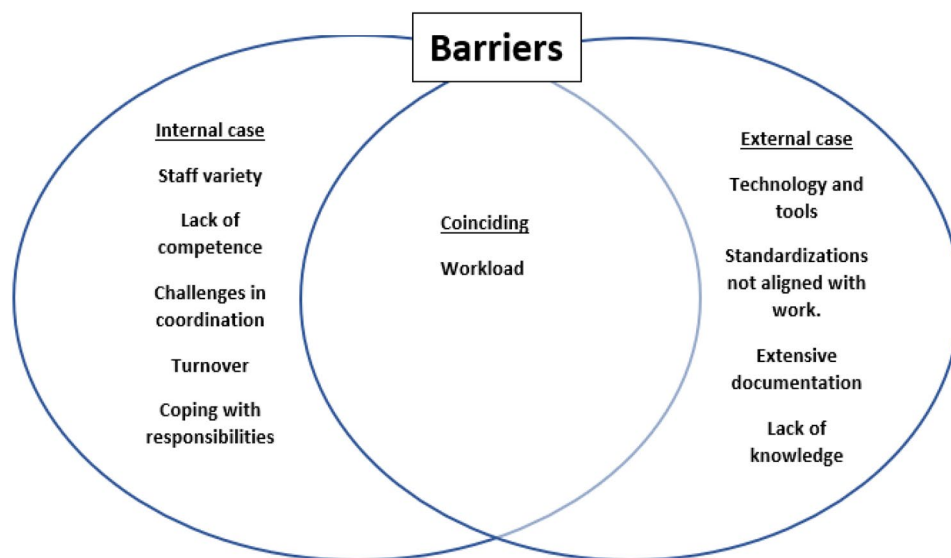 Barriers
Internal case
Staff variety
Lack of
competence
Challenges in
coordination
Turnover
Coping with
responsibilities
Coinciding
Workload
External case
Technology and
tools
Standardizations
not aligned with
work.
Extensive
documentation
Lack of
knowledge